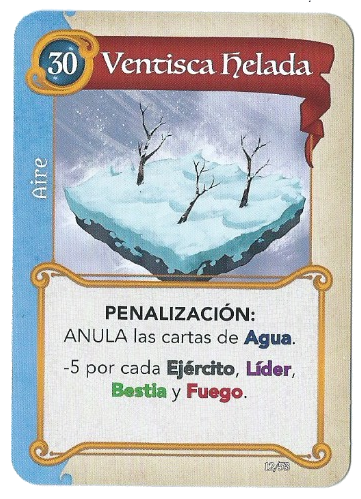 30 Ventisca Helada
Aire
PENALIZACIÓN:
ANULA las cartas de Agua.
-5 por cada Ejército, Líder,
Bestia y Fuego.